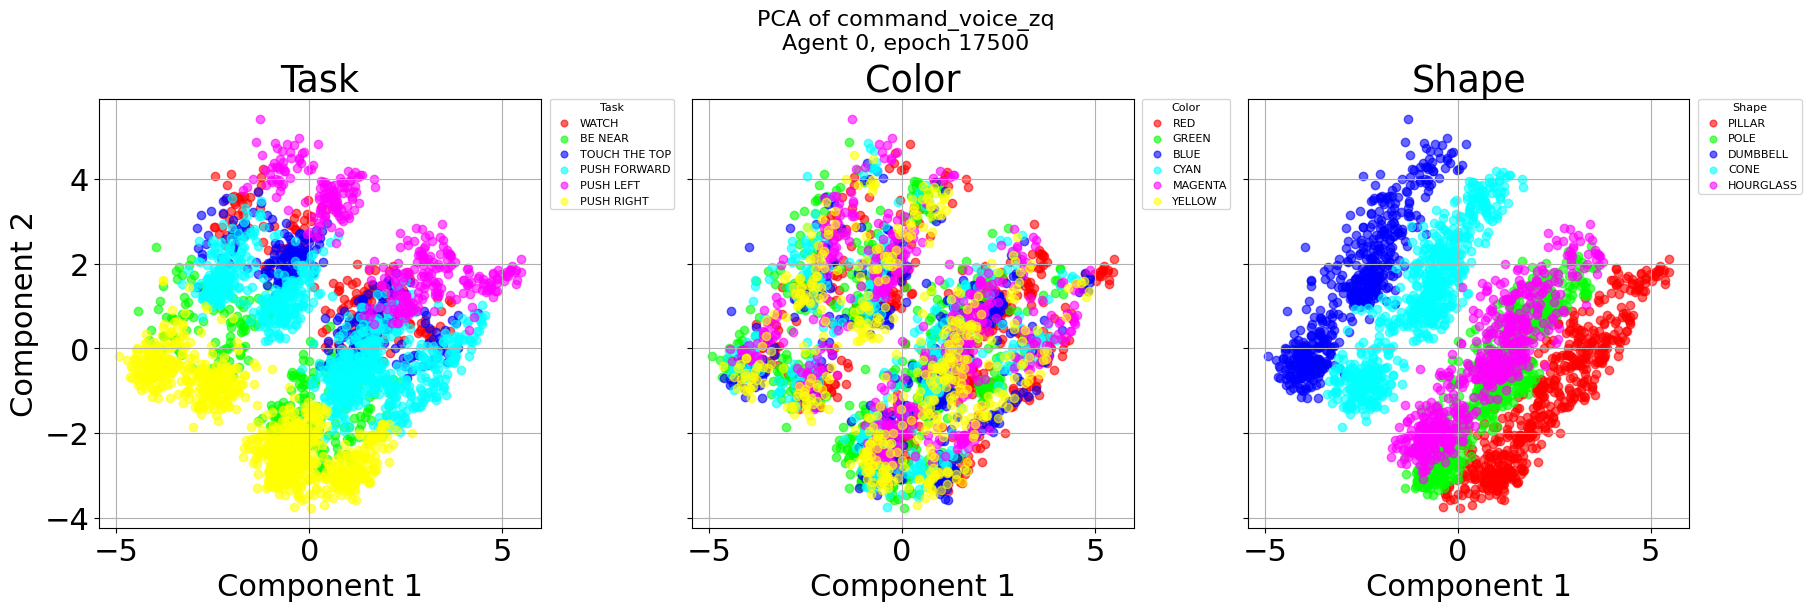 PCA of command_voice_zq
Agent 0, epoch 17500
Task
Color
Shape
Task
WATCH
BE NEAR
TOUCH THE TOP
PUSH FORWARD
PUSH LEFT
PUSH RIGHT
Color
RED
GREEN
BLUE
CYAN
MAGENTA
YELLOW
Shape
PILLAR
POLE
DUMBBELL
CONE
HOURGLASS
Component 2
4
2
0
−2
−4
−5 0 5
−5 0 5
−5 0 5
Component 1
Component 1
Component 1